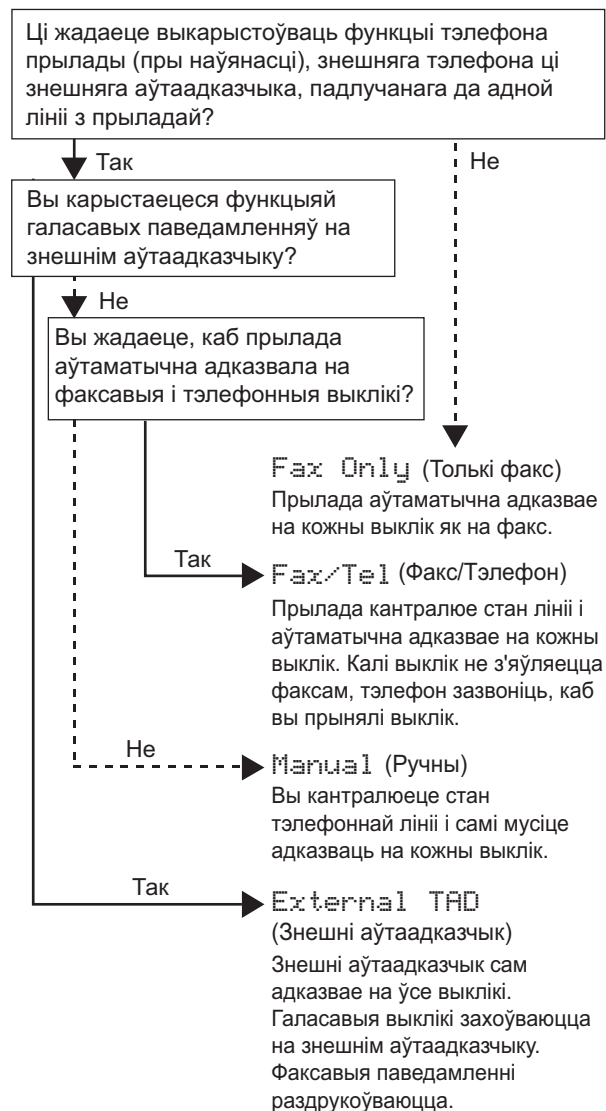 Ці жадаеце выкарыстоўваць функцыі тэлефона
прылады (пры наўянасці), знешняга тэлефона ці
знешняга аўтаадказчыка, падлучанага да адной
лініі з прыладай?
Так
Не
Вы карыстаецеся функцыяй
галасавых паведамленняў на
знешнім аўтаадказчыку?
Не
Вы жадаеце, каб прылада
аўтаматычна адказвала на
факсавыя і тэлефонныя выклікі?
Fax Only (Толькі факс)
Прылада аўтаматычна адказвае
на кожны выклік як на факс.
Так
Fax/Tel (Факс/Тэлефон)
Прылада кантралюе стан лініі і
аўтаматычна адказвае на кожны
выклік. Калі выклік не з'яўляецца
факсам, тэлефон зазвоніць, каб
вы прынялі выклік.
Не
Manual (Ручны)
Вы кантралюеце стан
тэлефоннай лініі і самі мусіце
адказваць на кожны выклік.
Так
External TAD
(Знешні аўтаадказчык)
Знешні аўтаадказчык сам
адказвае на ўсе выклікі.
Галасавыя выклікі захоўваюцца
на знешнім аўтаадказчыку.
Факсавыя паведамленні
раздрукоўваюцца.